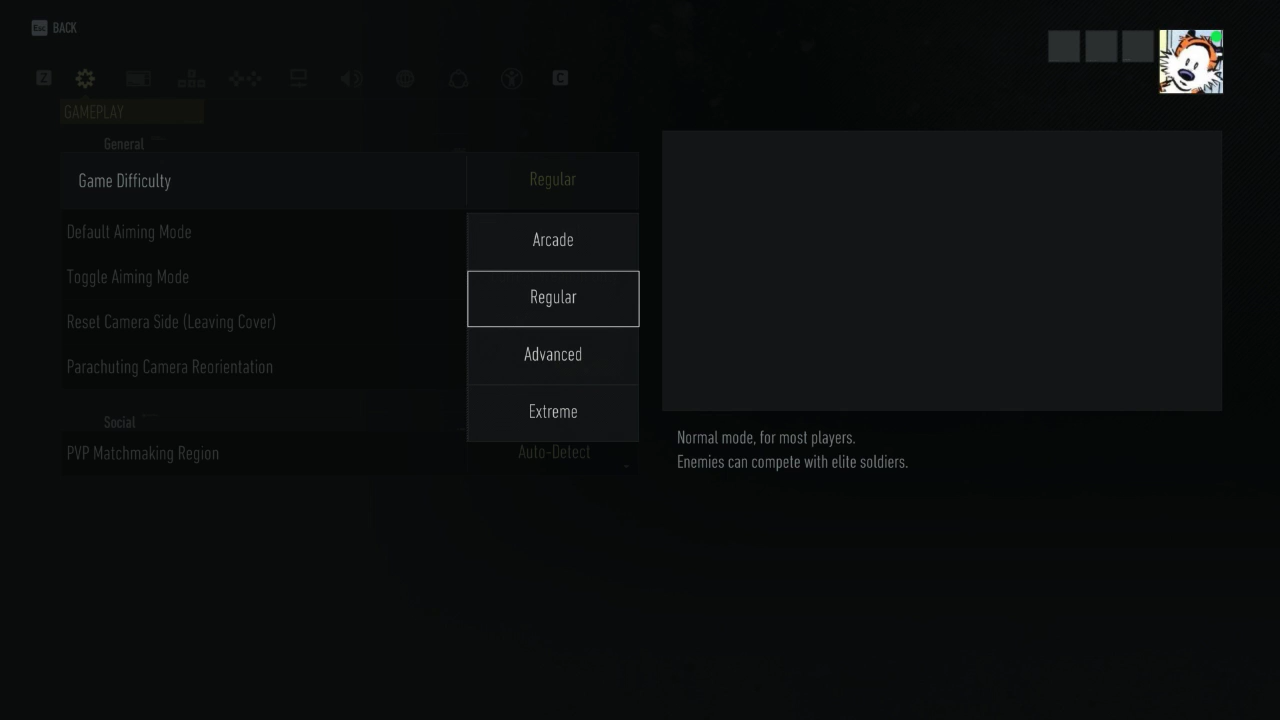 Esc BACK
Z
C
GAMEPLAY
General
Game Difficulty Regular
Arcade
Default Aiming Mode
Toggle Aiming Mode
Regular
Reset Camera Side (Leaving Cover)
Advanced
Parachuting Camera Reorientation
Extreme
Social
PVP Matchmaking Region Auto-Detect
Normal mode, for most players.
Enemies can compete with elite soldiers.